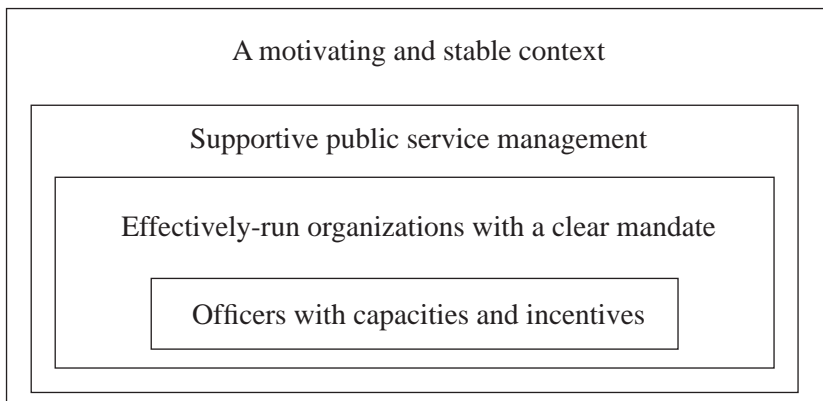 A motivating and stable context
Supportive public service management
Effectively-run organizations with a clear mandate
Officers with capacities and incentives